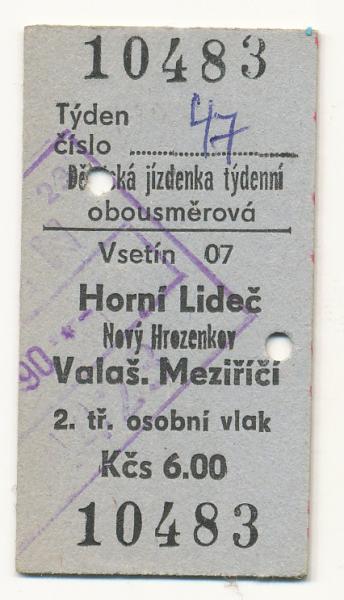 10483
Týden
číslo 47
jízdenka týdenní
obousměrová
Vsetín 07
Horní Lideč
Nový Hrozenkov
Valaš. Meziříčí
2. tř. osobní vlak
Kčs 6.00
10483
90